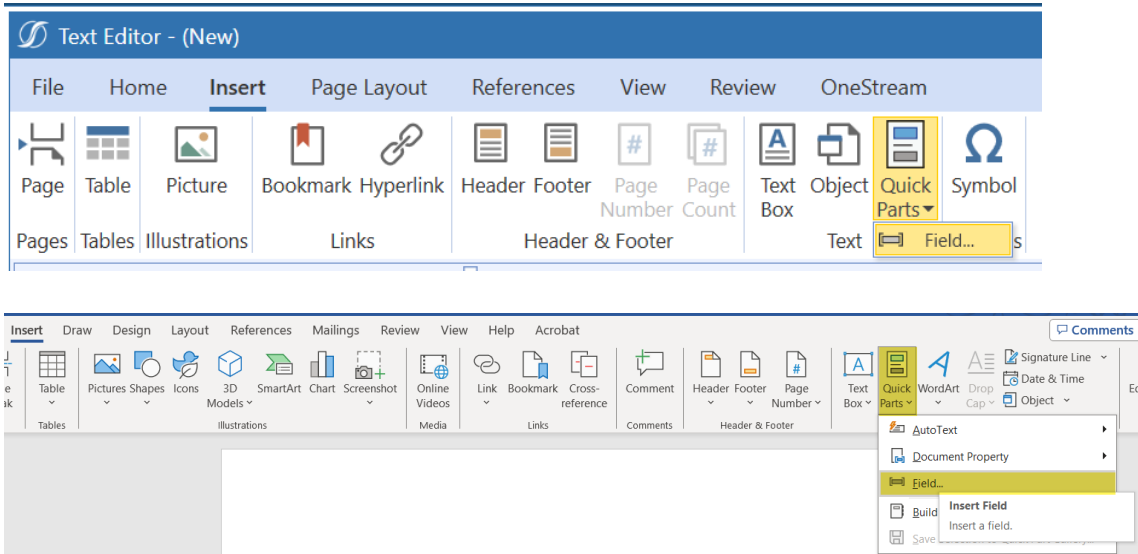 Text Editor - (New)
File Home Insert Page Layout References View Review OneStream
Page Table Picture Bookmark Hyperlink Header Footer Page Number Page Count Text Box Object Quick Parts Symbol
Pages Tables Illustrations Links Header & Footer Text s
Field...
Insert Draw Design Layout References Mailings Review View Help Acrobat Comments
Table Pictures Shapes Icons 3D Models SmartArt Chart Screenshot Online Videos Link Bookmark Cross-reference Comment Header Footer Page Number Text Box Quick Parts WordArt Drop Cap
Signature Line
Date & Time
Object
Tables Illustrations Media Links Comments Header & Footer
AutoText
Document Property
Field...
Insert Field
Build
Insert a field.
Save